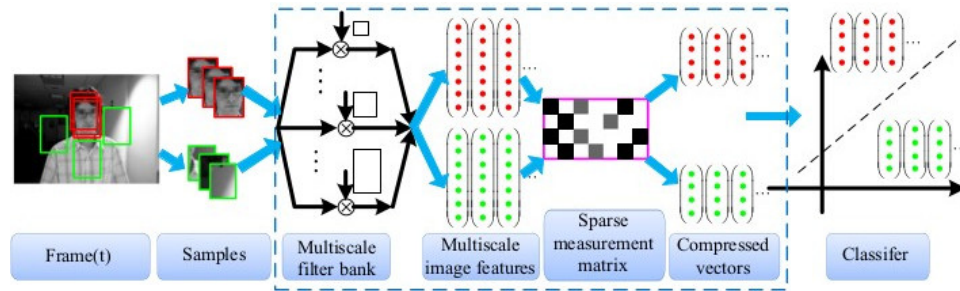 Frame(t)
Samples
Multiscale
filter bank
Multiscale
image features
Sparse
measurement
matrix
Compressed
vectors
Classifer